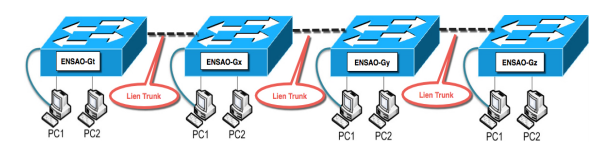 ENSAO-Gt
ENSAO-Gx
ENSAO-Gy
ENSAO-Gz
Lien Trunk
Lien Trunk
Lien Trunk
PC1
PC2
PC1
PC2
PC1
PC2
PC1
PC2